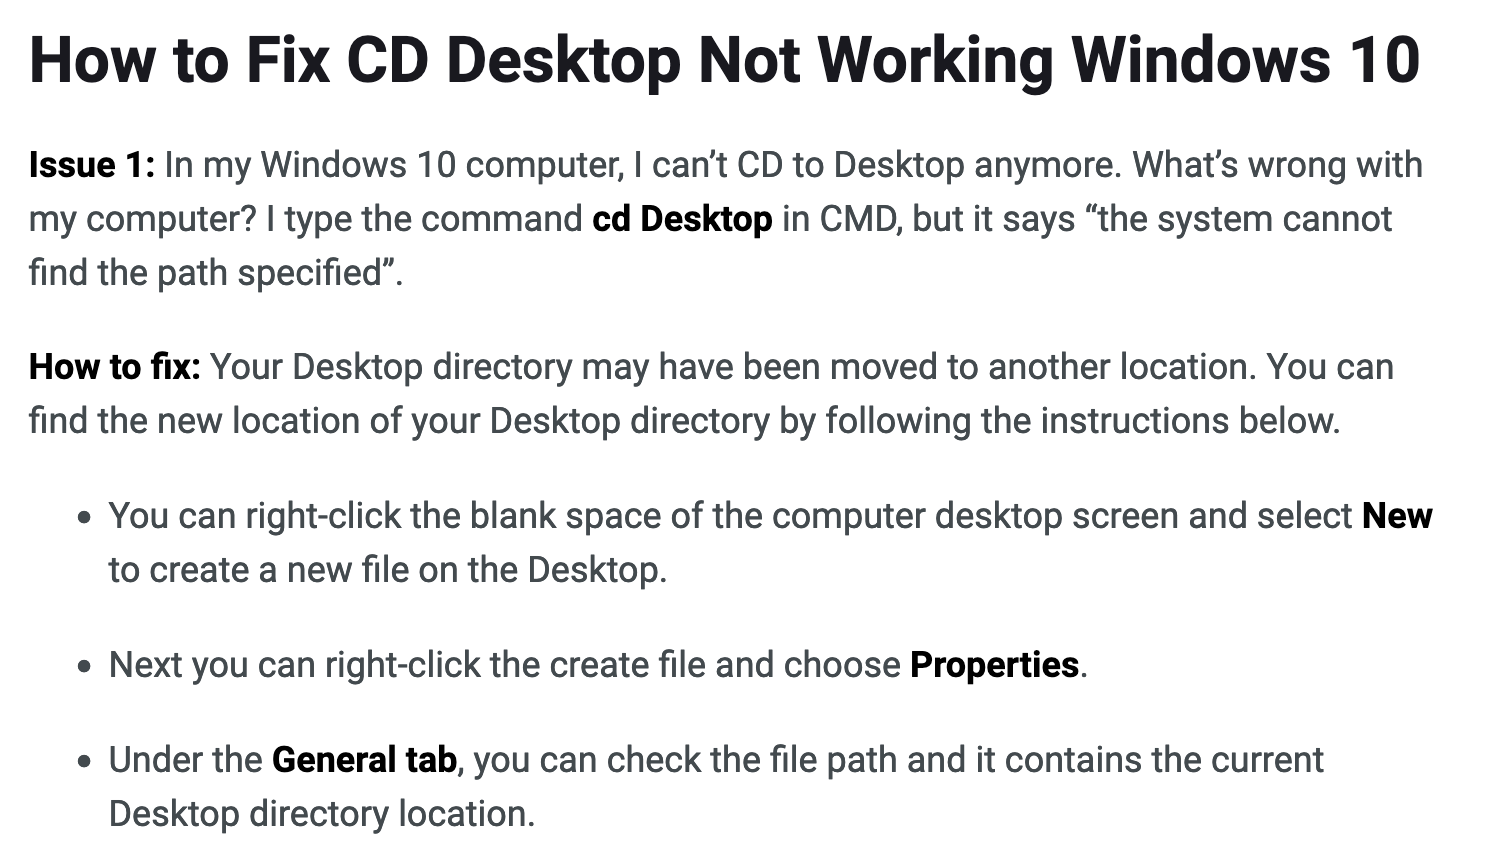 How to Fix CD Desktop Not Working Windows 10
Issue 1: In my Windows 10 computer, I can’t CD to Desktop anymore. What’s wrong with
my computer? I type the command cd Desktop in CMD, but it says “the system cannot
find the path specified”.
How to fix: Your Desktop directory may have been moved to another location. You can
find the new location of your Desktop directory by following the instructions below.
• You can right-click the blank space of the computer desktop screen and select New
to create a new file on the Desktop.
• Next you can right-click the create file and choose Properties.
• Under the General tab, you can check the file path and it contains the current
Desktop directory location.